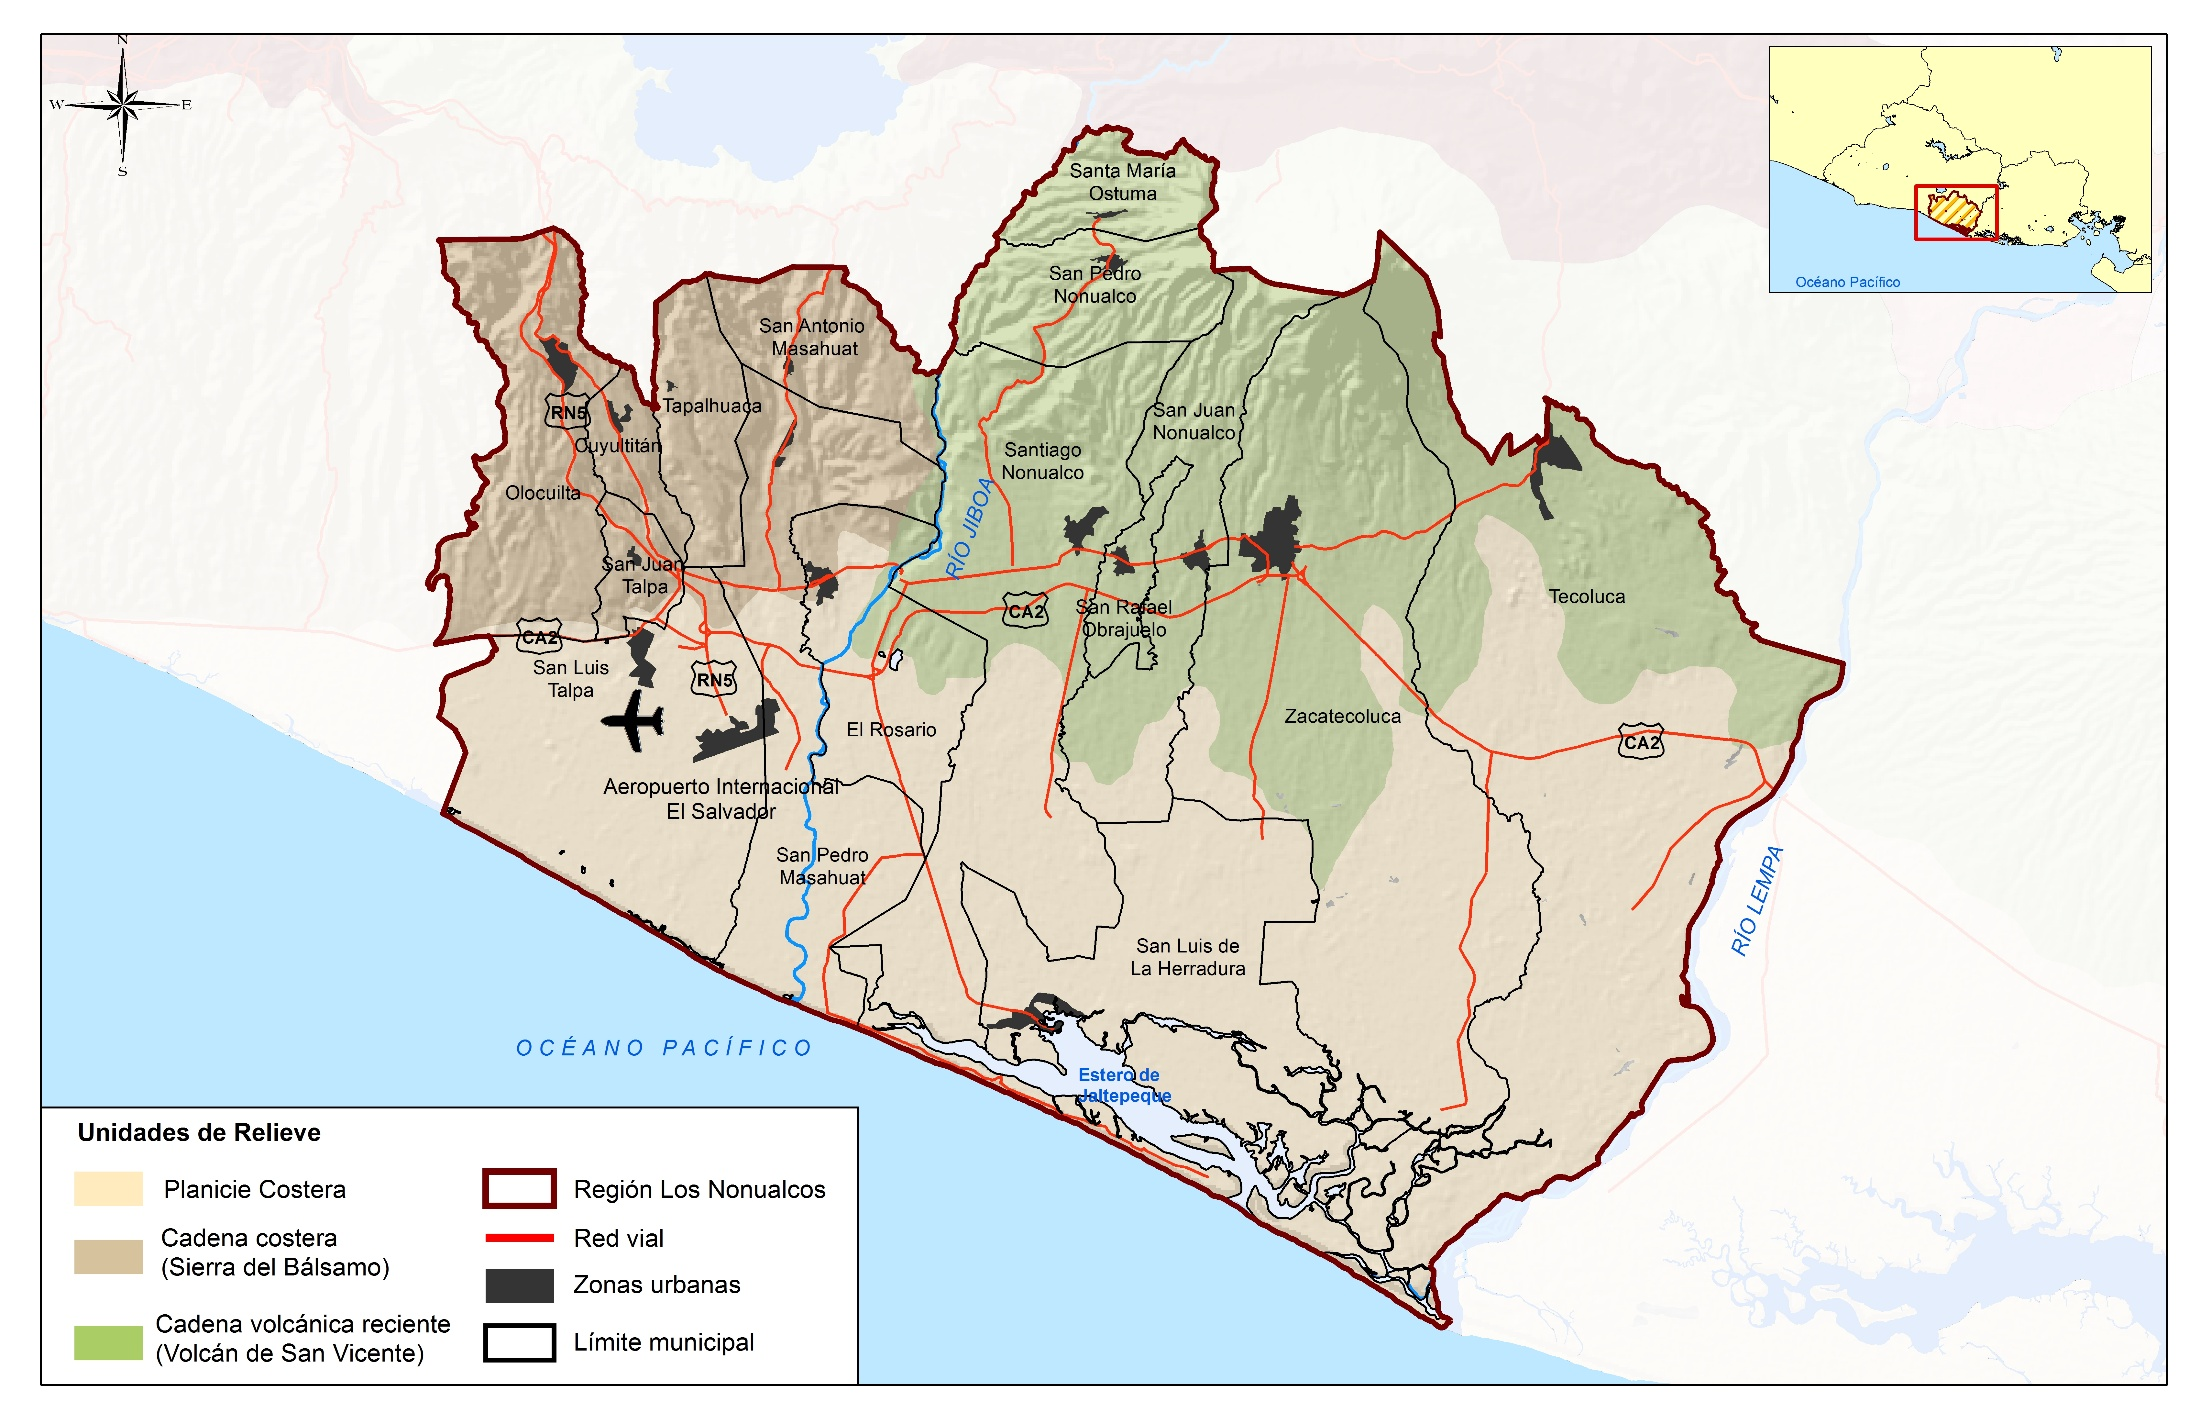 N
W
E
S
Océano Pacífico
Santa María
Ostuma
San Pedro
Nonualco
San Antonio
Masahuat
Tapalhuaca
RN5
Cuyultitán
San Juan
Nonualco
Santiago
Nonualco
Olocuilta
RÍO JIBOA
San Juan
Talpa
CA2
San Rafael
Obrajuelo
Tecoluca
CA2
San Luis
Talpa
RN5
El Rosario
Zacatecoluca
CA2
Aeropuerto Internacional
El Salvador
San Pedro
Masahuat
RÍO LEMPA
San Luis de
La Herradura
OCÉANO PACÍFICO
Estero de
Jaltepeque
Unidades de Relieve
Planicie Costera
Cadena costera
(Sierra del Bálsamo)
Cadena volcánica reciente
(Volcán de San Vicente)
Región Los Nonualcos
Red vial
Zonas urbanas
Límite municipal